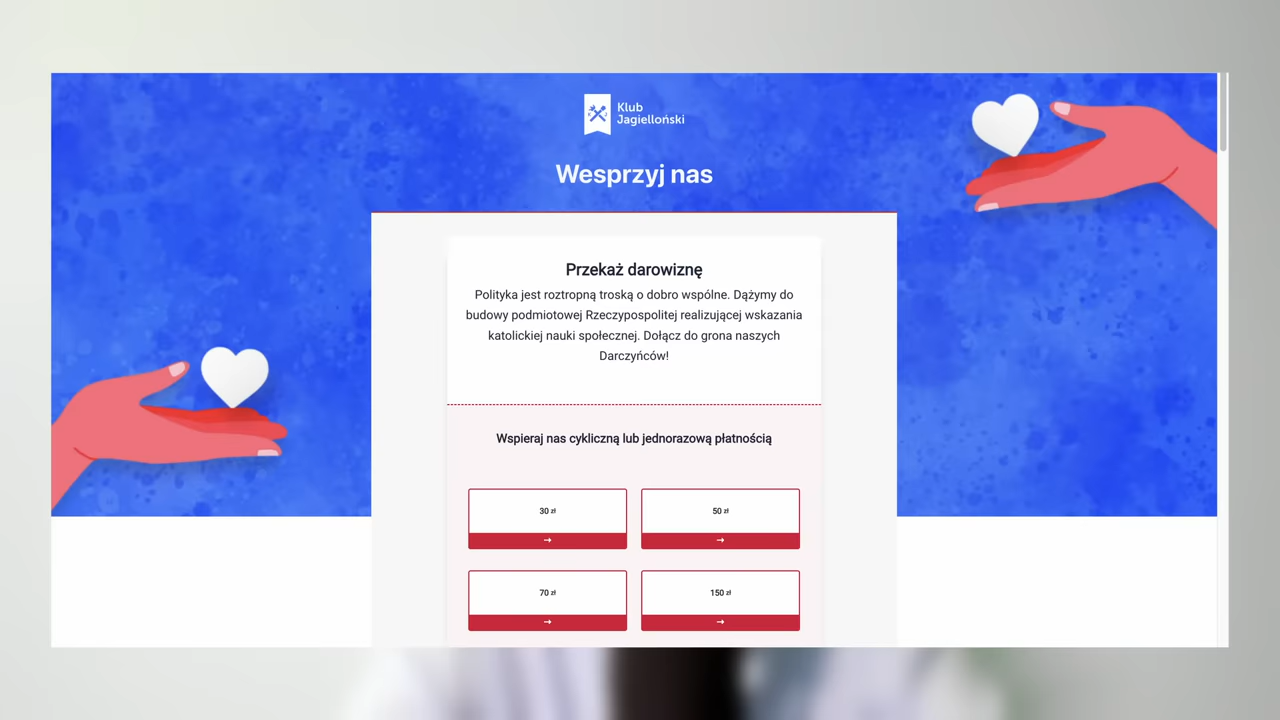 Klub
Jagielloński
Wesprzyj nas
Przekaż darowiznę
Polityka jest roztropną troską o dobro wspólne. Dążymy do
budowy podmiotowej Rzeczypospolitej realizującej wskazania
katolickiej nauki społecznej. Dołącz do grona naszych
Darczyńców!
Wspieraj nas cykliczną lub jednorazową płatnością
30 zł
50 zł
→
→
70 zł
150 zł
→
→